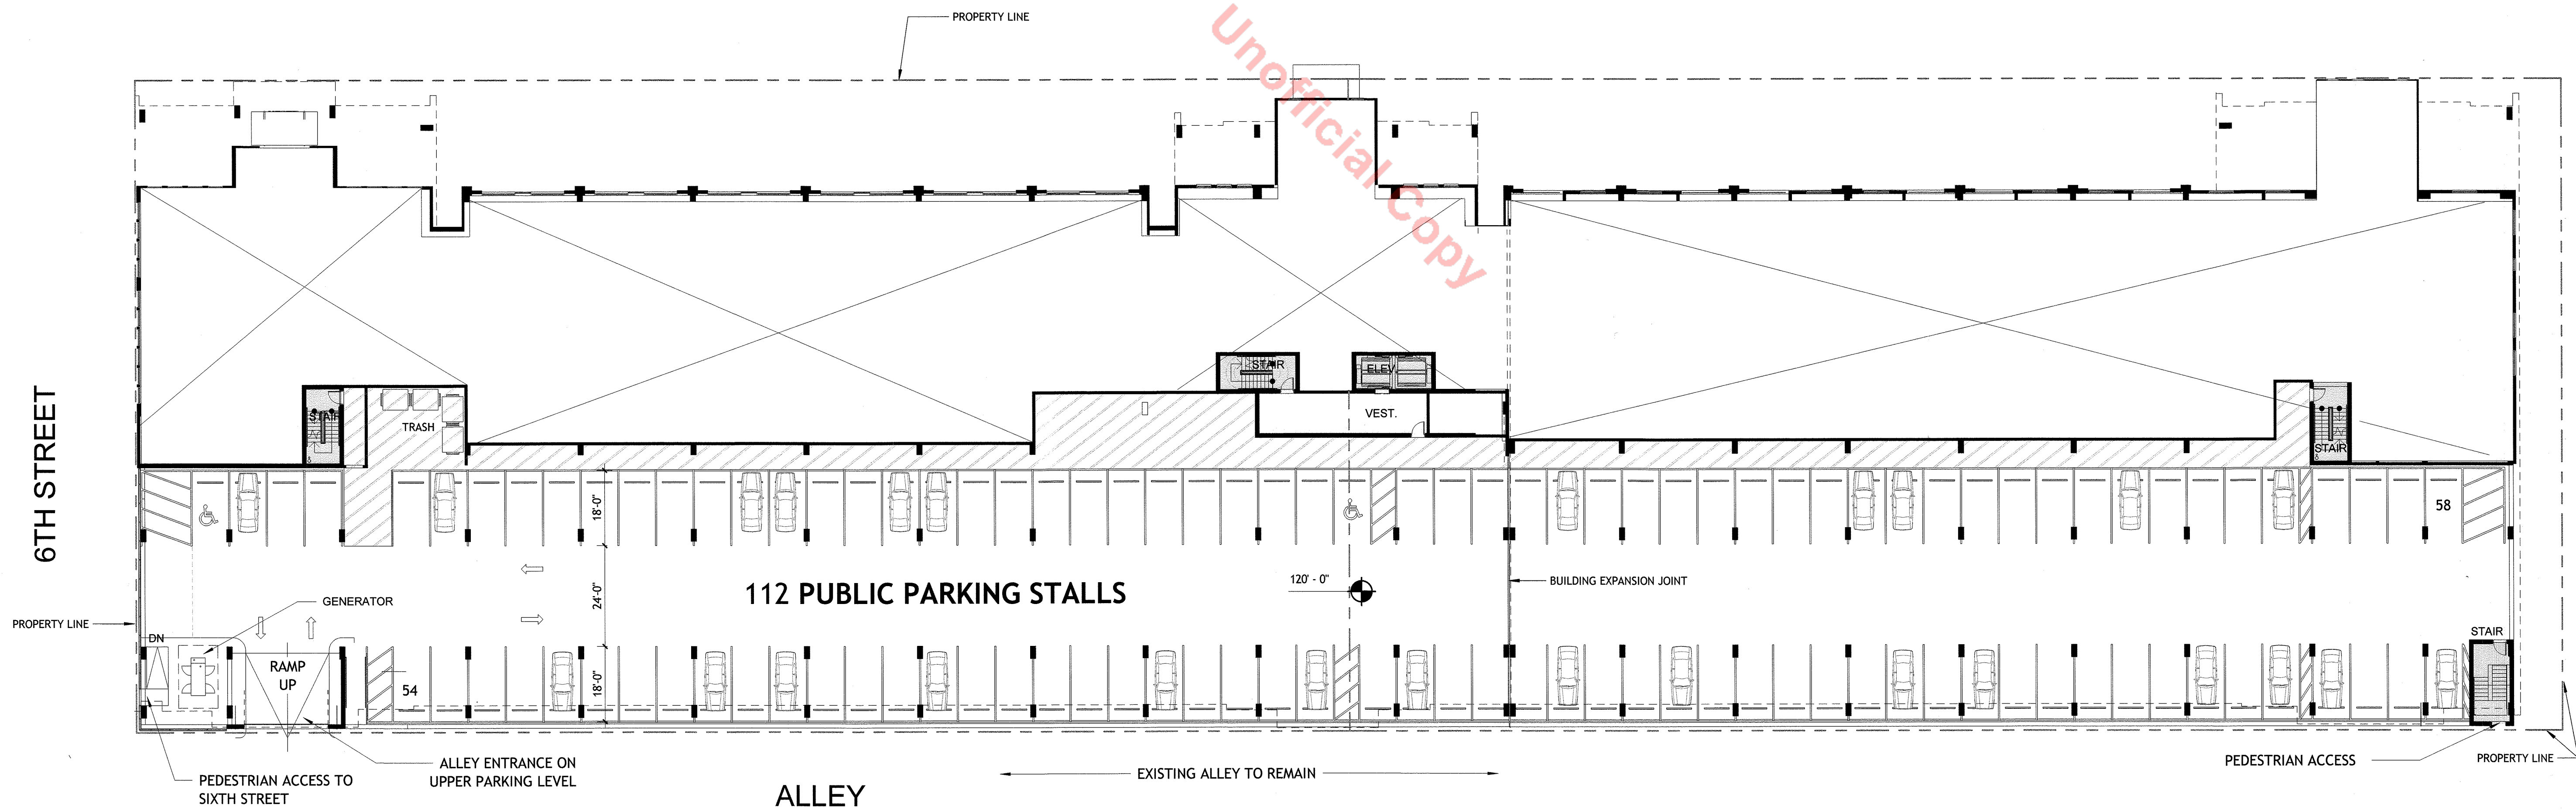 PROPERTY LINE
Unofficial Copy
STAIR
ELEV.
STAIR
TRASH
VEST.
STAIR
6TH STREET
18'-0"
58
112 PUBLIC PARKING STALLS
120' - 0"
BUILDING EXPANSION JOINT
24'-0"
GENERATOR
PROPERTY LINE
DN
STAIR
RAMP
UP
54
18'-0"
ALLEY ENTRANCE ON
UPPER PARKING LEVEL
PEDESTRIAN ACCESS TO
SIXTH STREET
EXISTING ALLEY TO REMAIN
ALLEY
PEDESTRIAN ACCESS
PROPERTY LINE